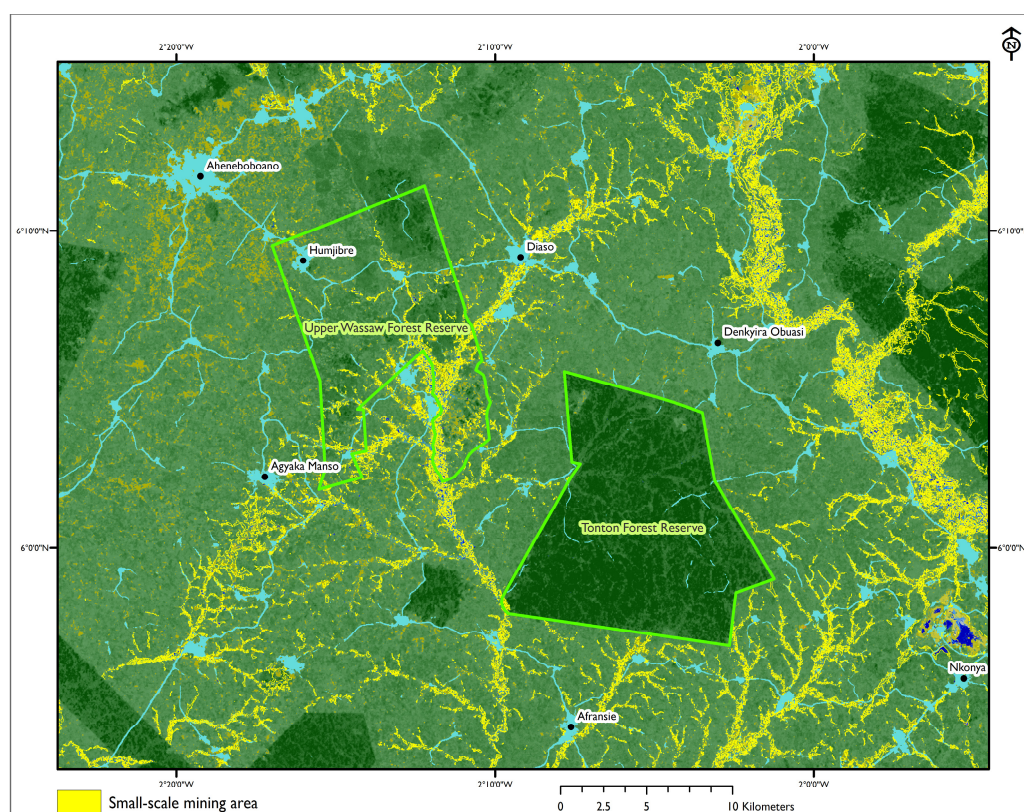 N
2°20'0"W 2°10'0"W 2°0'0"W
Aheneboboano
6°10'0"N 6°10'0"N
Humjibre
Diaso
Upper Wassaw Forest Reserve
Denkyira Obuasi
Agyaka Manso
Tonton Forest Reserve
6°0'0"N 6°0'0"N
Nkonya
Afransie
2°20'0"W 2°10'0"W 2°0'0"W
Small-scale mining area
0 2.5 5 10 Kilometers